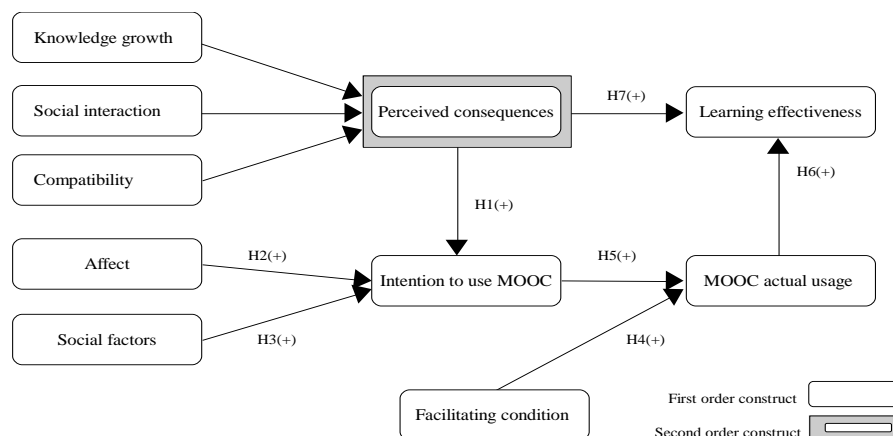 Knowledge growth
Social interaction
Compatibility
Perceived consequences
H7(+)
Learning effectiveness
H1(+)
H6(+)
Affect
H2(+)
Social factors
H3(+)
Intention to use MOOC
H5(+)
MOOC actual usage
H4(+)
Facilitating condition
First order construct
Second order construct